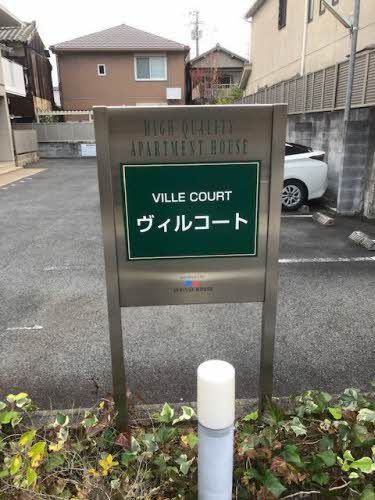 HIGH QUALITY
APARTMENT HOUSE
VILLE COURT
ヴィルコート